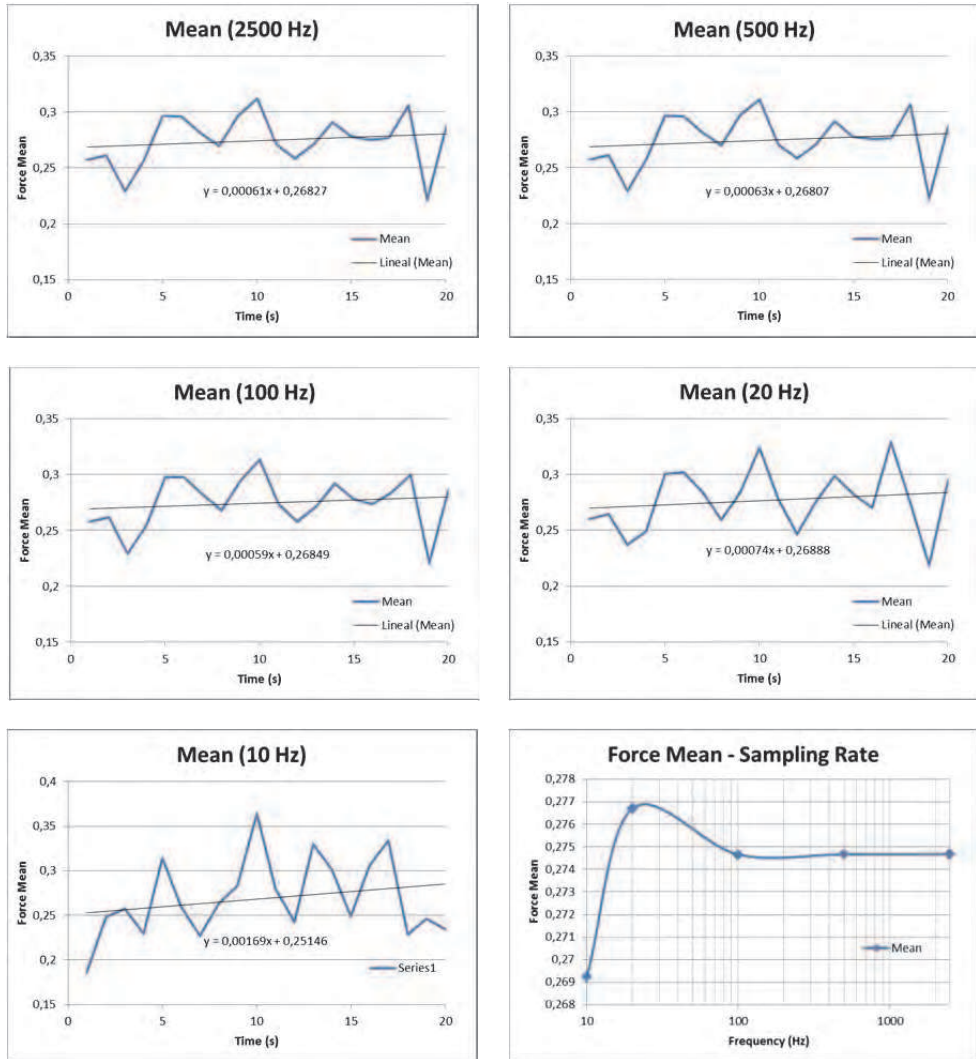 Mean (2500 Hz)
0,35
0,3
0,25
0,2
0,15
Force Mean
y = 0,00061x + 0,26827
Mean
Lineal (Mean)
0 5 10 15 20
Time (s)
Mean (500 Hz)
0,35
0,3
0,25
0,2
0,15
Force Mean
y = 0,00063x + 0,26807
Mean
Lineal (Mean)
0 5 10 15 20
Time (s)
Mean (100 Hz)
0,35
0,3
0,25
0,2
0,15
Force Mean
y = 0,00059x + 0,26849
Mean
Lineal (Mean)
0 5 10 15 20
Time (s)
Mean (20 Hz)
0,35
0,3
0,25
0,2
0,15
Force Mean
y = 0,00074x + 0,26888
Mean
Lineal (Mean)
0 5 10 15 20
Time (s)
Mean (10 Hz)
0,4
0,35
0,3
0,25
0,2
0,15
Force Mean
y = 0,00169x + 0,25146
Series1
0 5 10 15 20
Time (s)
Force Mean - Sampling Rate
0,278
0,277
0,276
0,275
0,274
0,273
0,272
0,271
0,27
0,269
0,268
Force Mean
Mean
10 100 1000
Frequency (Hz)